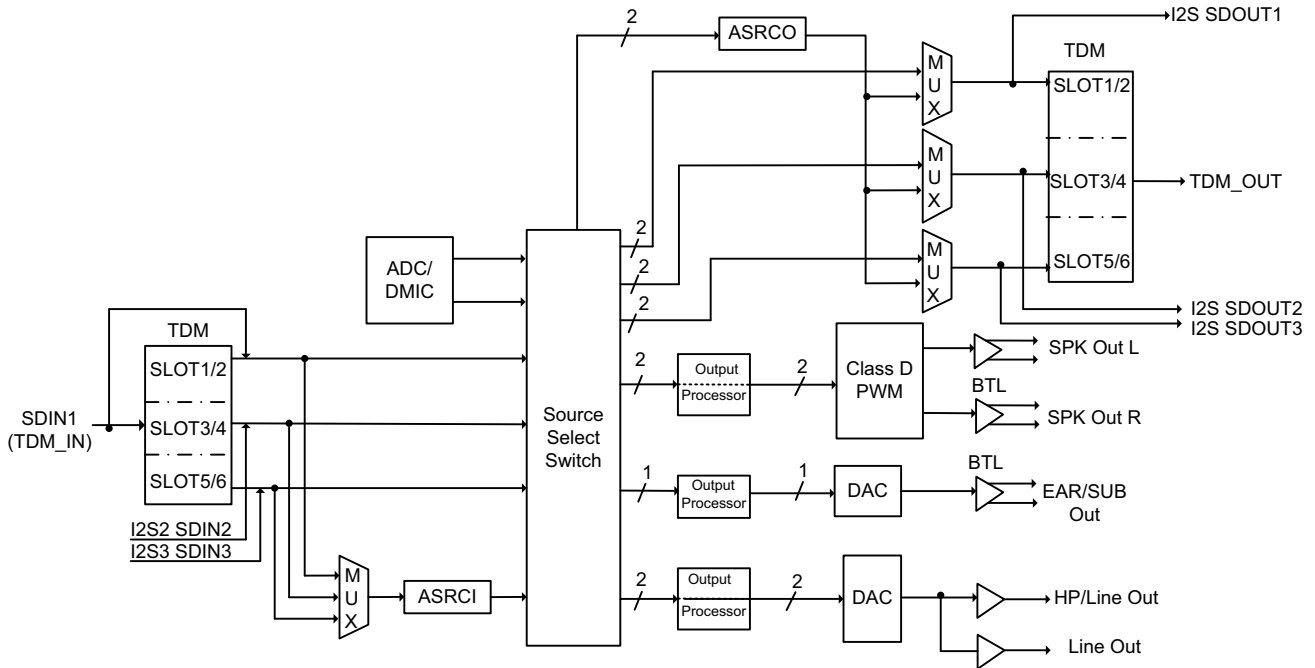 I2S SDOUT1
2
ASRCO
TDM
M
U
X
SLOT1/2
M
U
X
SLOT3/4
TDM_OUT
2
ADC/
DMIC
2
M
U
X
SLOT5/6
2
I2S SDOUT2
I2S SDOUT3
TDM
SLOT1/2
SDIN1
(TDM_IN)
SLOT3/4
SLOT5/6
I2S2 SDIN2
I2S3 SDIN3
Source
Select
Switch
2
Output
Processor
2
Class D
PWM
SPK Out L
BTL
SPK Out R
1
Output
Processor
1
DAC
BTL
EAR/SUB
Out
M
U
X
ASRCI
2
Output
Processor
2
DAC
HP/Line Out
Line Out